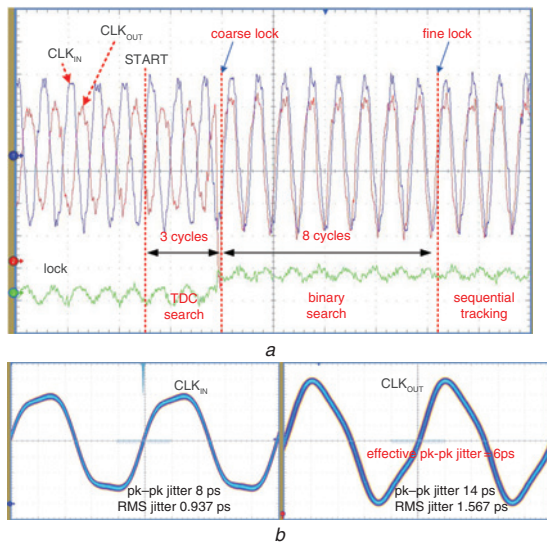 CLK_IN
CLK_OUT
START
coarse lock
fine lock
3 cycles
8 cycles
lock
TDC
search
binary
search
sequential
tracking
a
CLK_IN
pk–pk jitter 8 ps
RMS jitter 0.937 ps
CLK_OUT
effective pk-pk jitter = 6ps
pk–pk jitter 14 ps
RMS jitter 1.567 ps
b